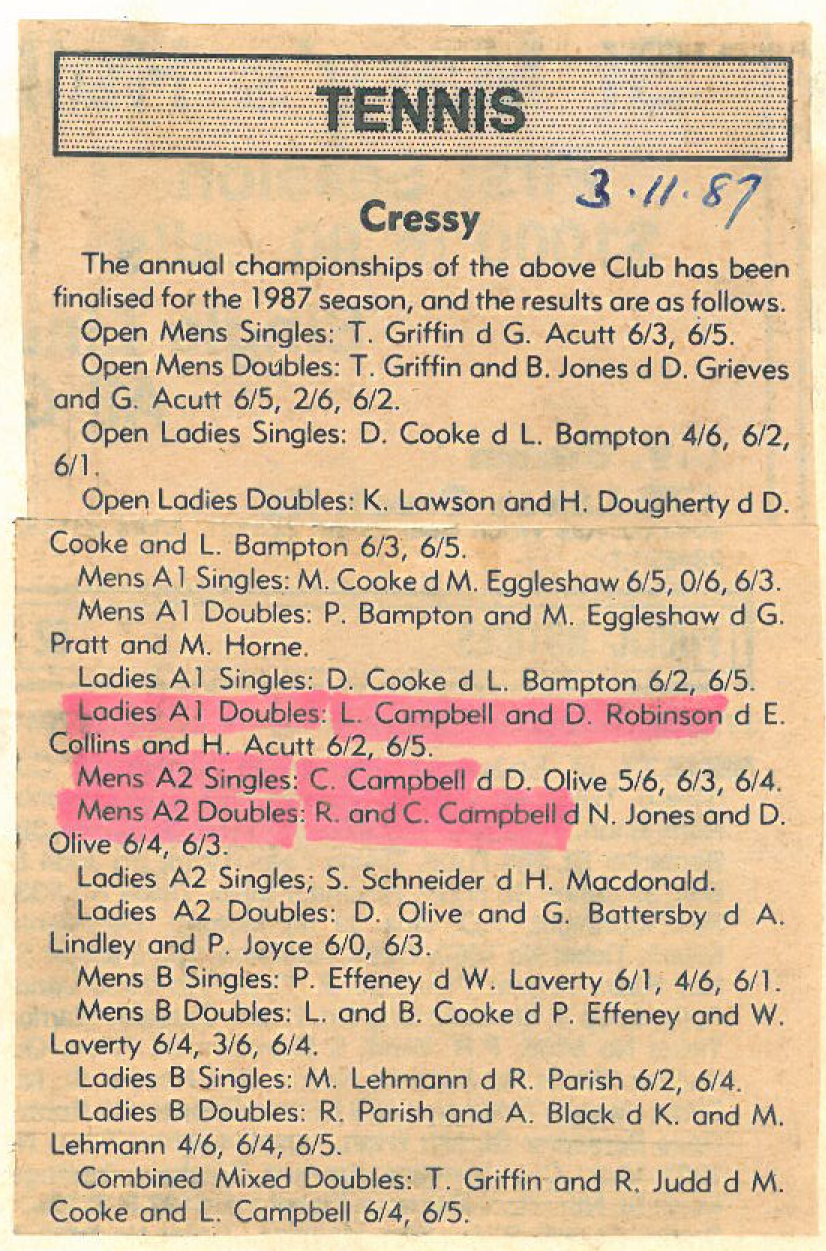 TENNIS
3.11.87
Cressy
The annual championships of the above Club has been
finalised for the 1987 season, and the results are as follows.
Open Mens Singles: T. Griffin d G. Acutt 6/3, 6/5.
Open Mens Doubles: T. Griffin and B. Jones d D. Grieves
and G. Acutt 6/5, 2/6, 6/2.
Open Ladies Singles: D. Cooke d L. Bampton 4/6, 6/2,
6/1.
Open Ladies Doubles: K. Lawson and H. Dougherty d D.
Cooke and L. Bampton 6/3, 6/5.
Mens A1 Singles: M. Cooke d M. Eggleshaw 6/5, 0/6, 6/3.
Mens A1 Doubles: P. Bampton and M. Eggleshaw d G.
Pratt and M. Horne.
Ladies A1 Singles: D. Cooke d L. Bampton 6/2, 6/5.
Ladies A1 Doubles: L. Campbell and D. Robinson d E.
Collins and H. Acutt 6/2, 6/5.
Mens A2 Singles: C. Campbell d D. Olive 5/6, 6/3, 6/4.
Mens A2 Doubles: R. and C. Campbell d N. Jones and D.
Olive 6/4, 6/3.
Ladies A2 Singles; S. Schneider d H. Macdonald.
Ladies A2 Doubles: D. Olive and G. Battersby d A.
Lindley and P. Joyce 6/0, 6/3.
Mens B Singles: P. Effeney d W. Laverty 6/1, 4/6, 6/1.
Mens B Doubles: L. and B. Cooke d P. Effeney and W.
Laverty 6/4, 3/6, 6/4.
Ladies B Singles: M. Lehmann d R. Parish 6/2, 6/4.
Ladies B Doubles: R. Parish and A. Black d K. and M.
Lehmann 4/6, 6/4, 6/5.
Combined Mixed Doubles: T. Griffin and R. Judd d M.
Cooke and L. Campbell 6/4, 6/5.